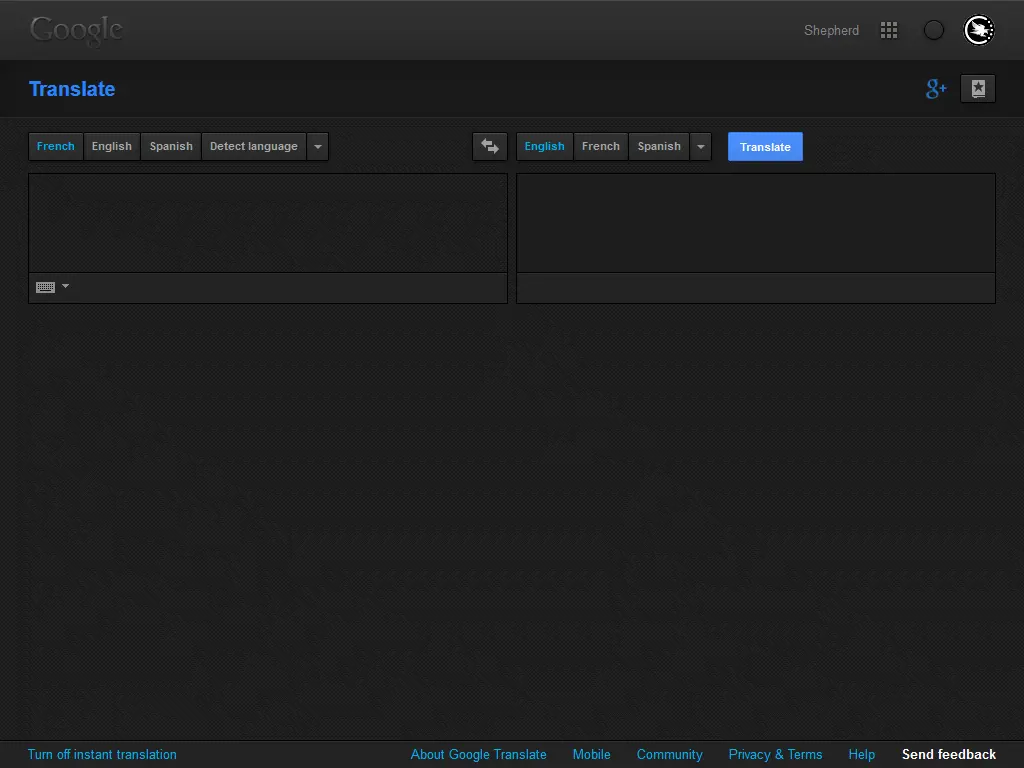 Google
Shepherd
Translate
g+
French English Spanish Detect language
English French Spanish Translate
Turn off instant translation About Google Translate Mobile Community Privacy & Terms Help Send feedback